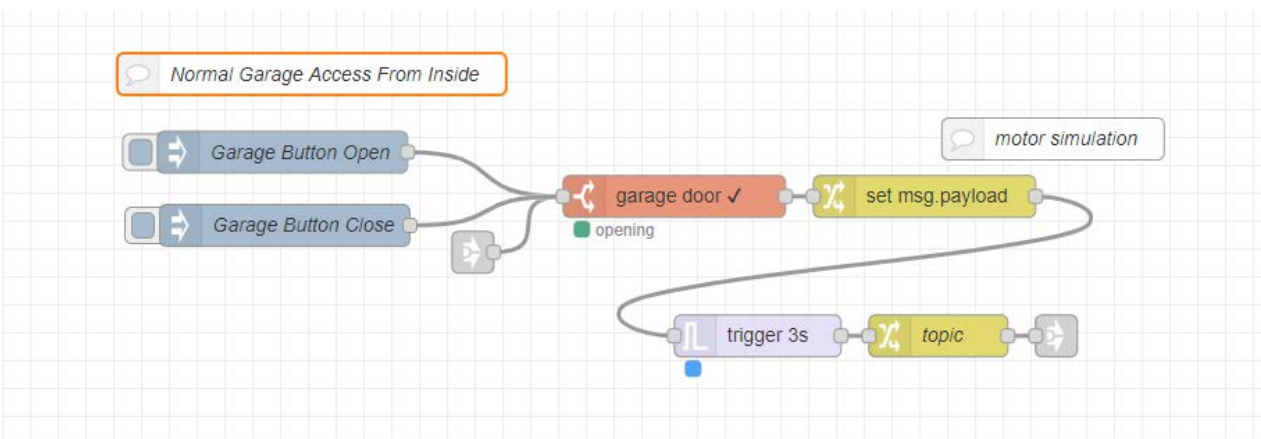 Normal Garage Access From Inside
motor simulation
Garage Button Open
garage door ✓
set msg.payload
Garage Button Close
opening
trigger 3s
topic